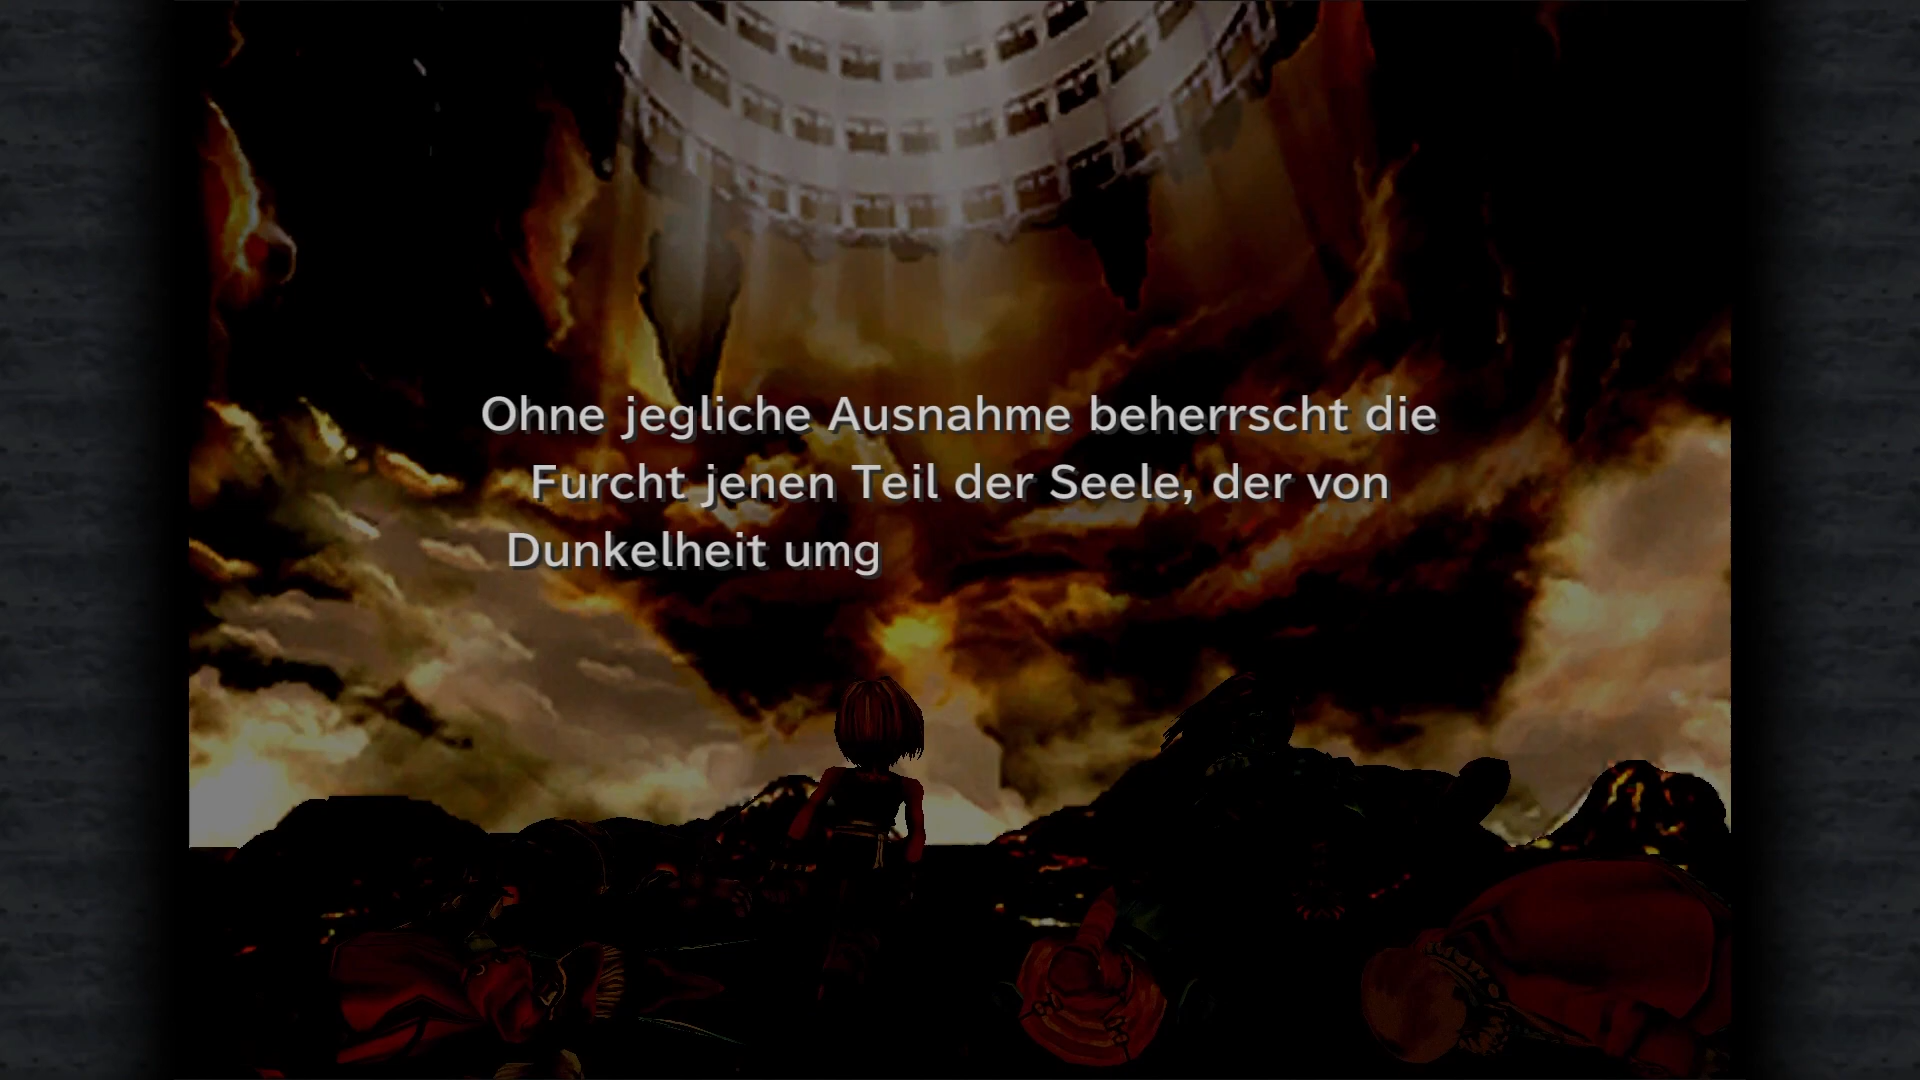 Ohne jegliche Ausnahme beherrscht die
Furcht jenen Teil der Seele, der von
Dunkelheit umg